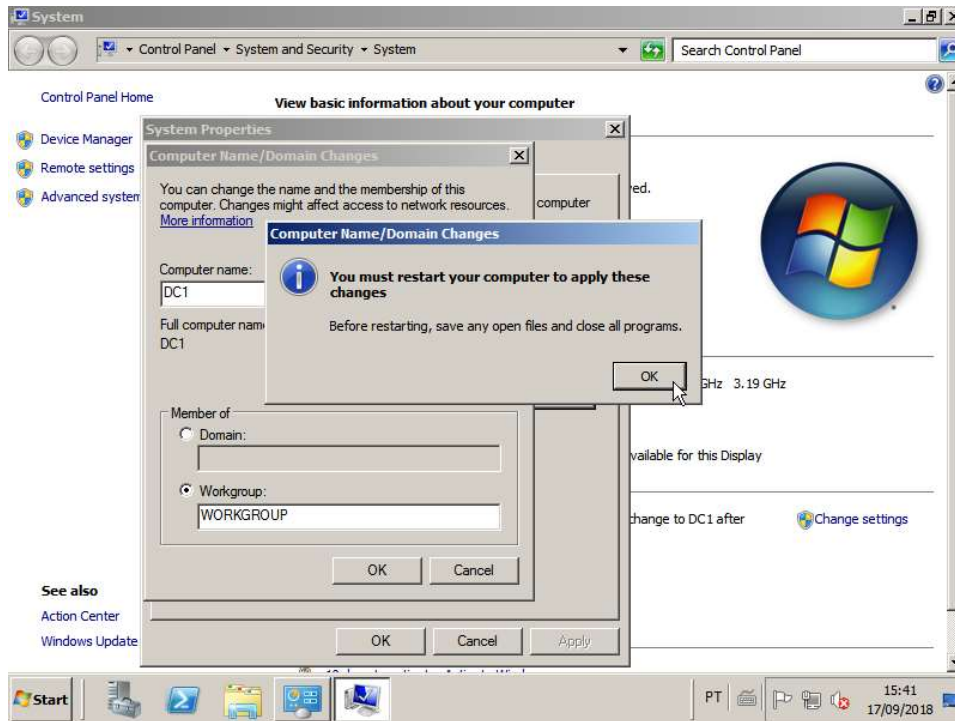 System
Control Panel
System and Security
System
Search Control Panel
Control Panel Home
Device Manager
Remote settings
Advanced system
See also
Action Center
Windows Update
View basic information about your computer
System Properties
Computer Name/Domain Changes
You can change the name and the membership of this
computer. Changes might affect access to network resources.
More information
computer
Computer name:
DC1
Full computer nam
DC1
Computer Name/Domain Changes
You must restart your computer to apply these
changes
Before restarting, save any open files and close all programs.
OK
GHz 3.19 GHz
Member of
Domain:
Workgroup:
WORKGROUP
OK
Cancel
vailable for this Display
change to DC1 after
Change settings
OK
Cancel
Apply
Start
PT
15:41
17/09/2018